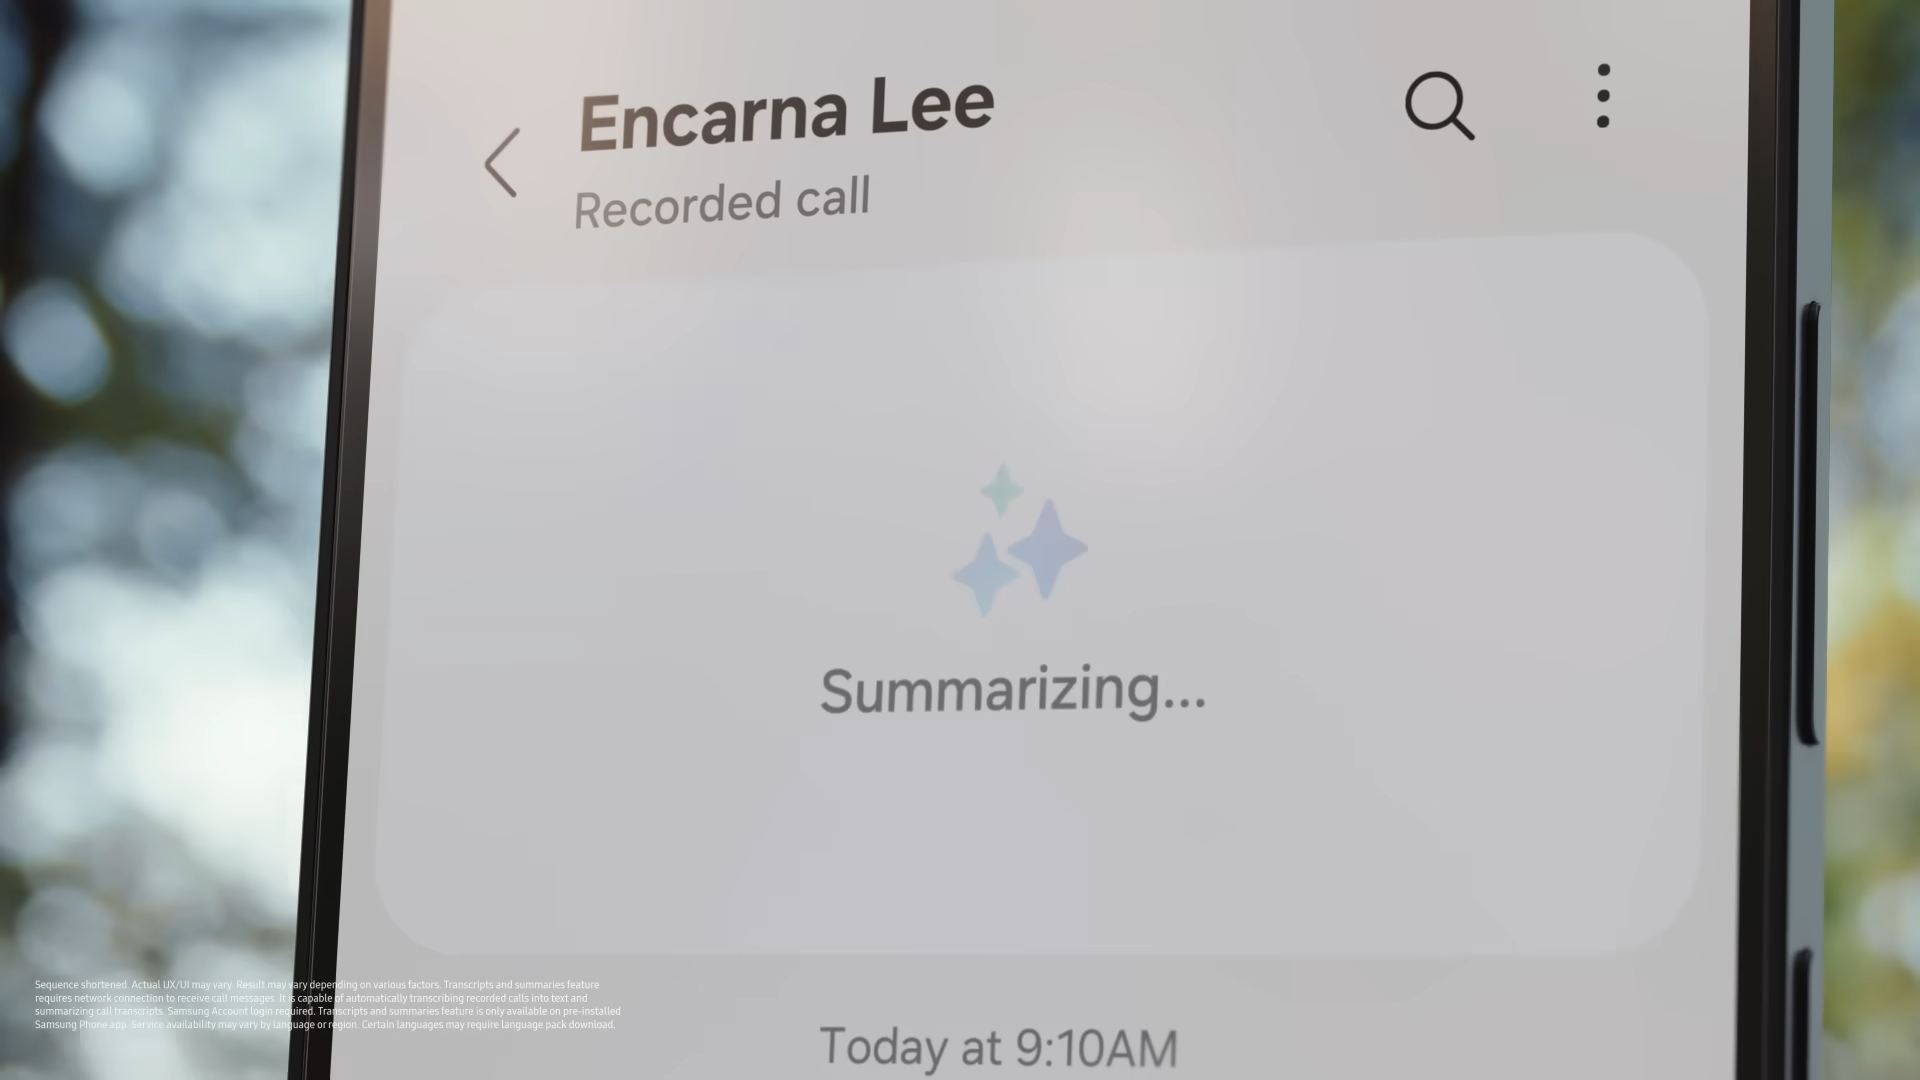 Encarna Lee
Recorded call
Summarizing...
Today at 9:10AM
Sequence shortened. Actual UX/UI may vary. Result may vary depending on various factors. Transcripts and summaries feature
requires network connection to receive call messages. It is capable of automatically transcribing recorded calls into text and
summarizing call transcripts. Samsung Account login required. Transcripts and summaries feature is only available on pre-installed
Samsung Phone app. Service availability may vary by language or region. Certain languages may require language pack download.